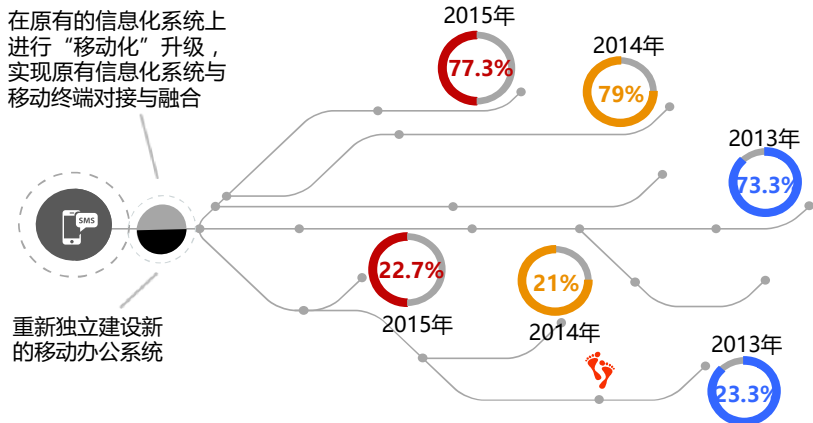 在原有的信息化系统上
进行“移动化”升级，
实现原有信息化系统与
移动终端对接与融合
2015年
77.3%
2014年
79%
2013年
73.3%
SMS
22.7%
2015年
21%
2014年
重新独立建设新
的移动办公系统
2013年
23.3%